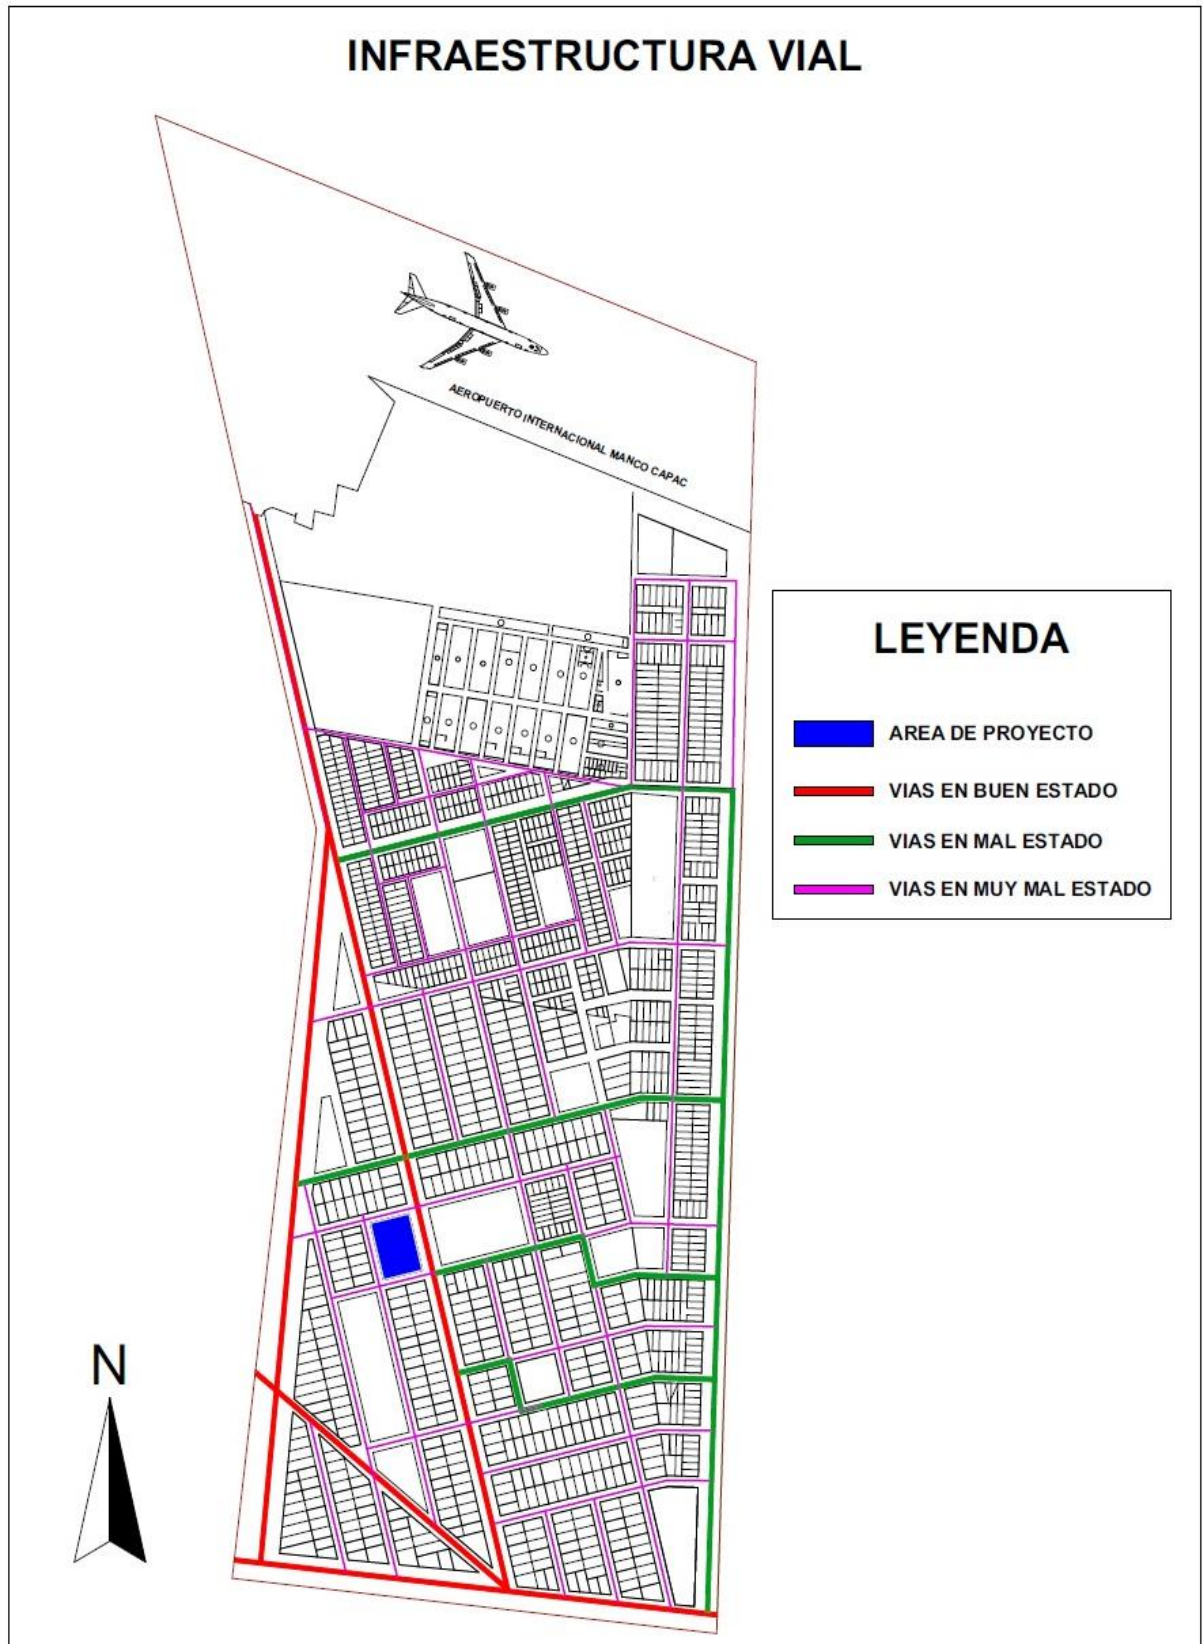 INFRAESTRUCTURA VIAL
AEROPUERTO INTERNACIONAL MANCO CAPAC
LEYENDA
AREA DE PROYECTO
VIAS EN BUEN ESTADO
VIAS EN MAL ESTADO
VIAS EN MUY MAL ESTADO
N